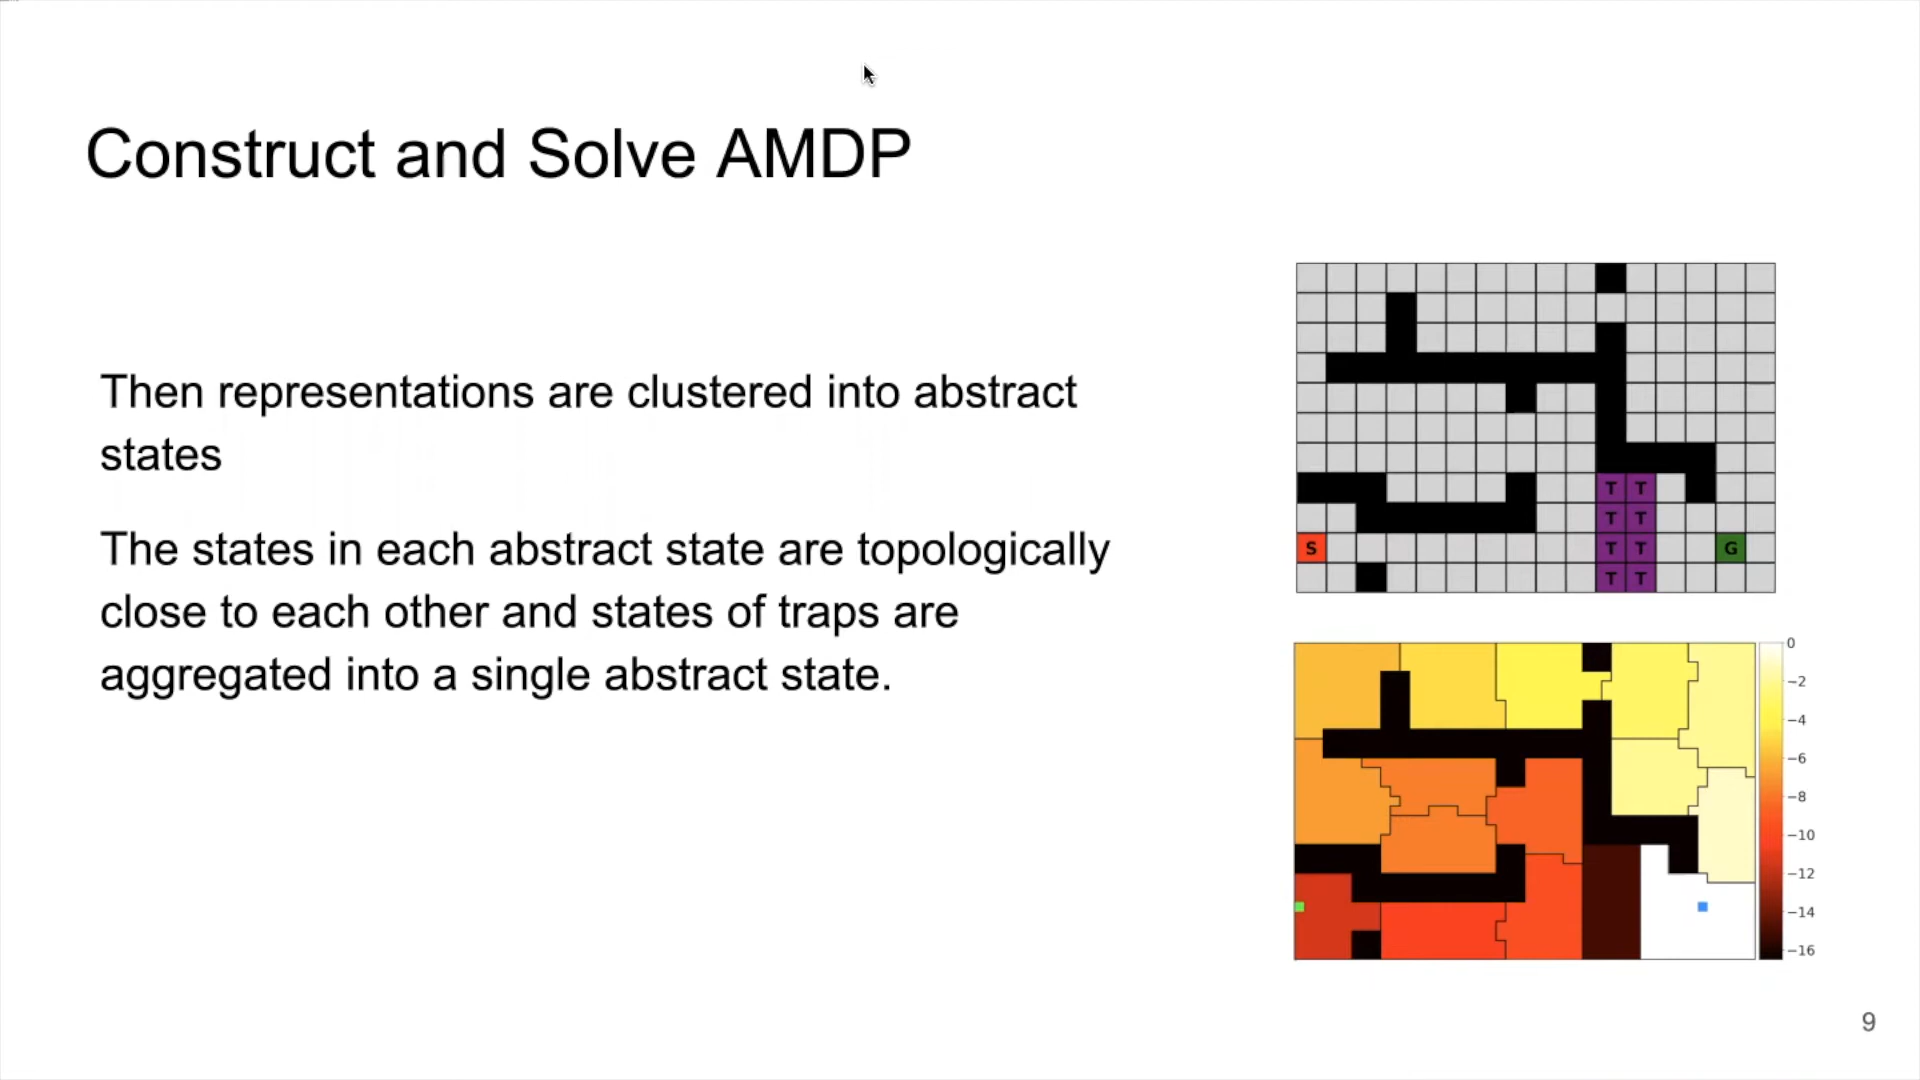 Construct and Solve AMDP
Then representations are clustered into abstract
states
The states in each abstract state are topologically
close to each other and states of traps are
aggregated into a single abstract state.
T T
T T
S T T G
T T
0
−2
−4
−6
−8
−10
−12
−14
−16
9